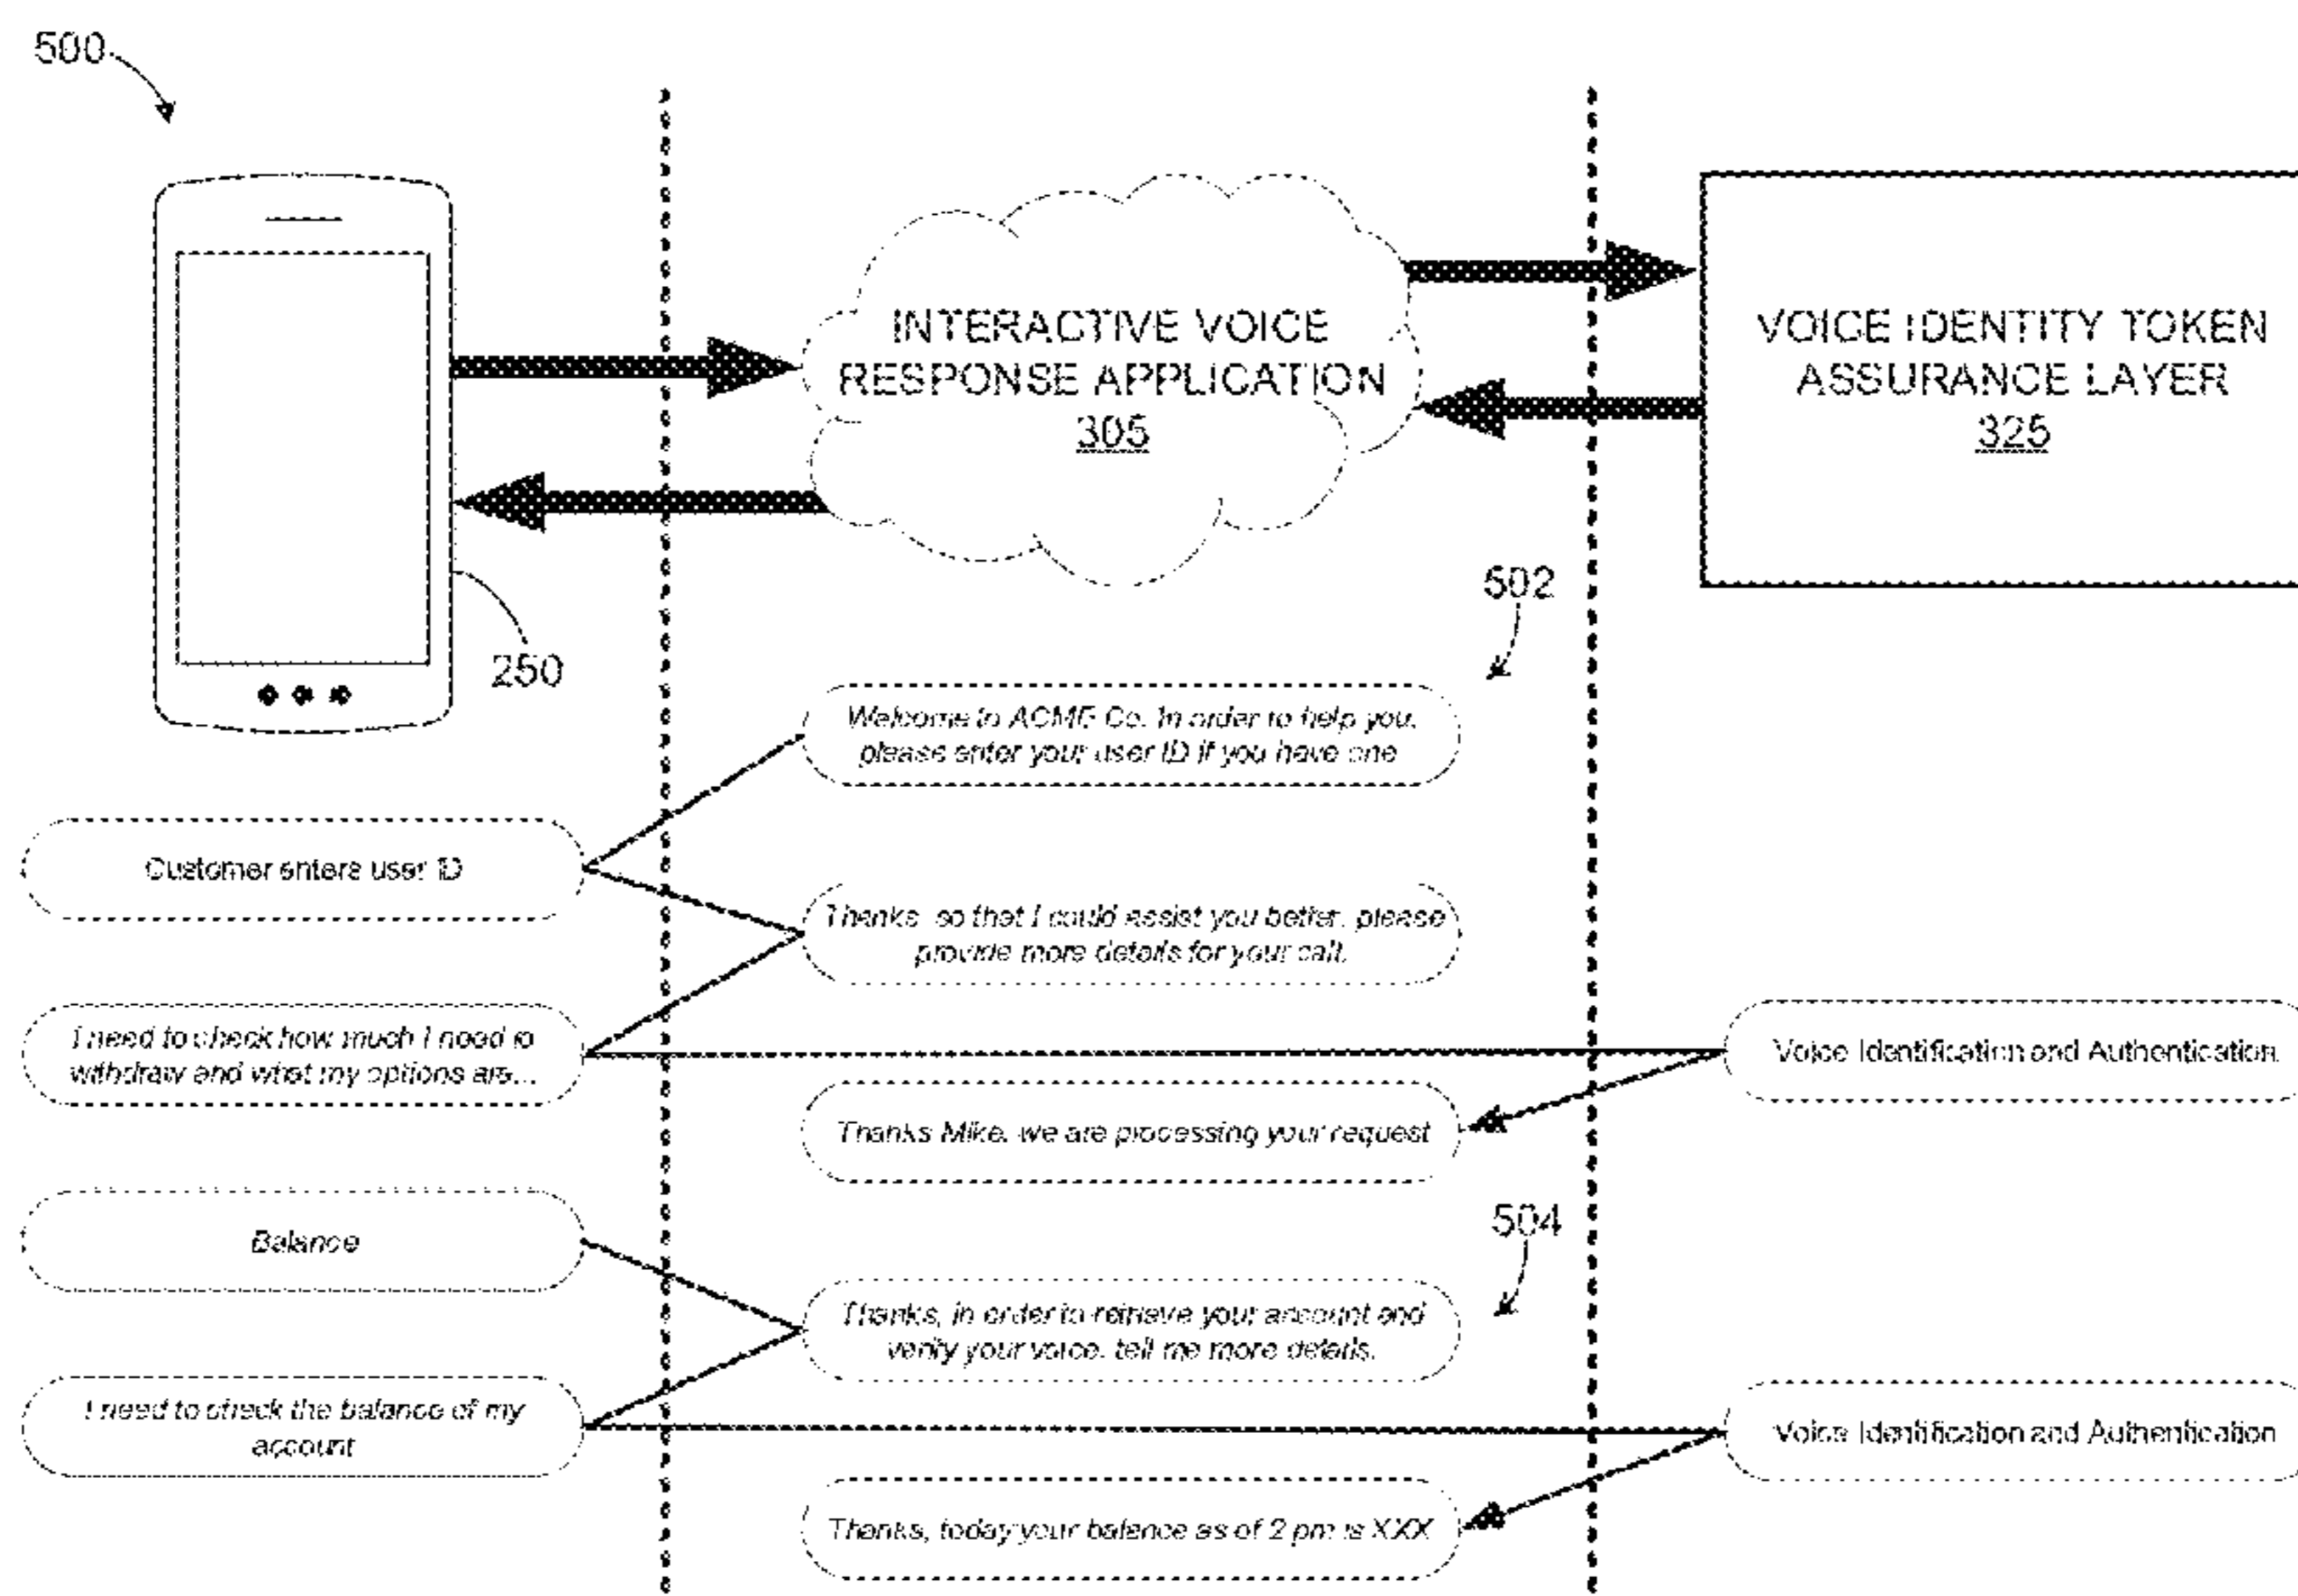 500
INTERACTIVE VOICE
RESPONSE APPLICATION
305
VOICE IDENTITY TOKEN
ASSURANCE LAYER
325
502
250
Welcome to ACME Co. In order to help you,
please enter your user ID if you have one
Customer enters user ID
Thanks, so that I could assist you better, please
provide more details for your call.
I need to check how much I need to
withdraw and what my options are...
Voice Identification and Authentication
Thanks Mike, we are processing your request
504
Balance
Thanks, in order to retrieve your account and
verify your voice, tell me more details.
I need to check the balance of my
account
Voice Identification and Authentication
Thanks, today your balance as of 2 pm is XXX